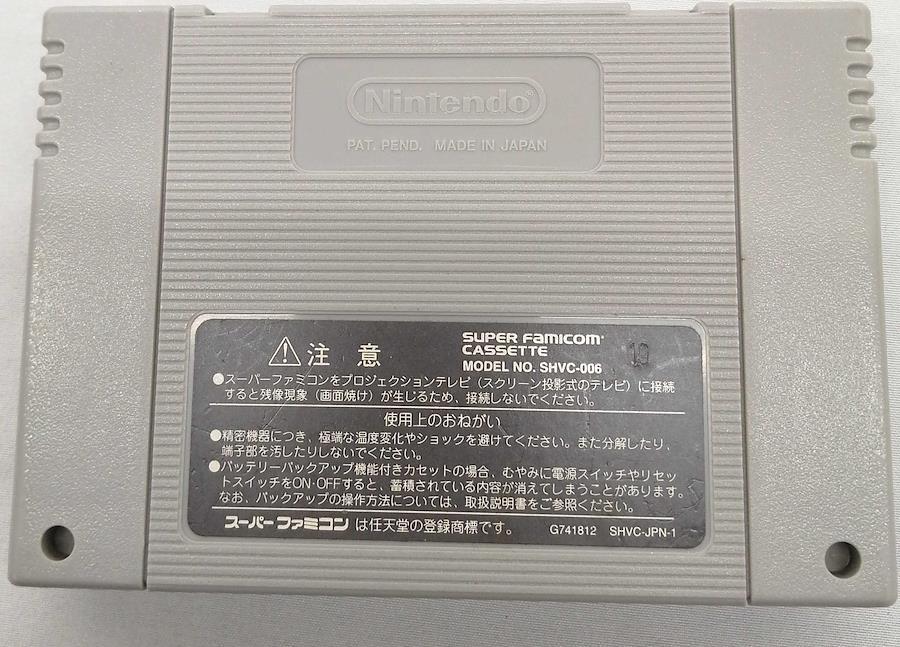 Nintendo®
PAT. PEND. MADE IN JAPAN
⚠注 意
SUPER FAMICOM
CASSETTE
MODEL NO. SHVC-006
10
●スーパーファミコンをプロジェクションテレビ（スクリーン投影式のテレビ）に接続
すると残像現象（画面焼け）が生じるため、接続しないでください。
使用上のおねがい
●精密機器につき、極端な温度変化やショックを避けてください。また分解したり、
端子部を汚したりしないでください。
●バッテリーバックアップ機能付きカセットの場合、むやみに電源スイッチやリセッ
トスイッチをON·OFFすると、蓄積されている内容が消えてしまうことがあります。
なお、バックアップの操作方法については、取扱説明書をご参照ください。
スーパーファミコンは任天堂の登録商標です。
G741812 SHVC-JPN-1